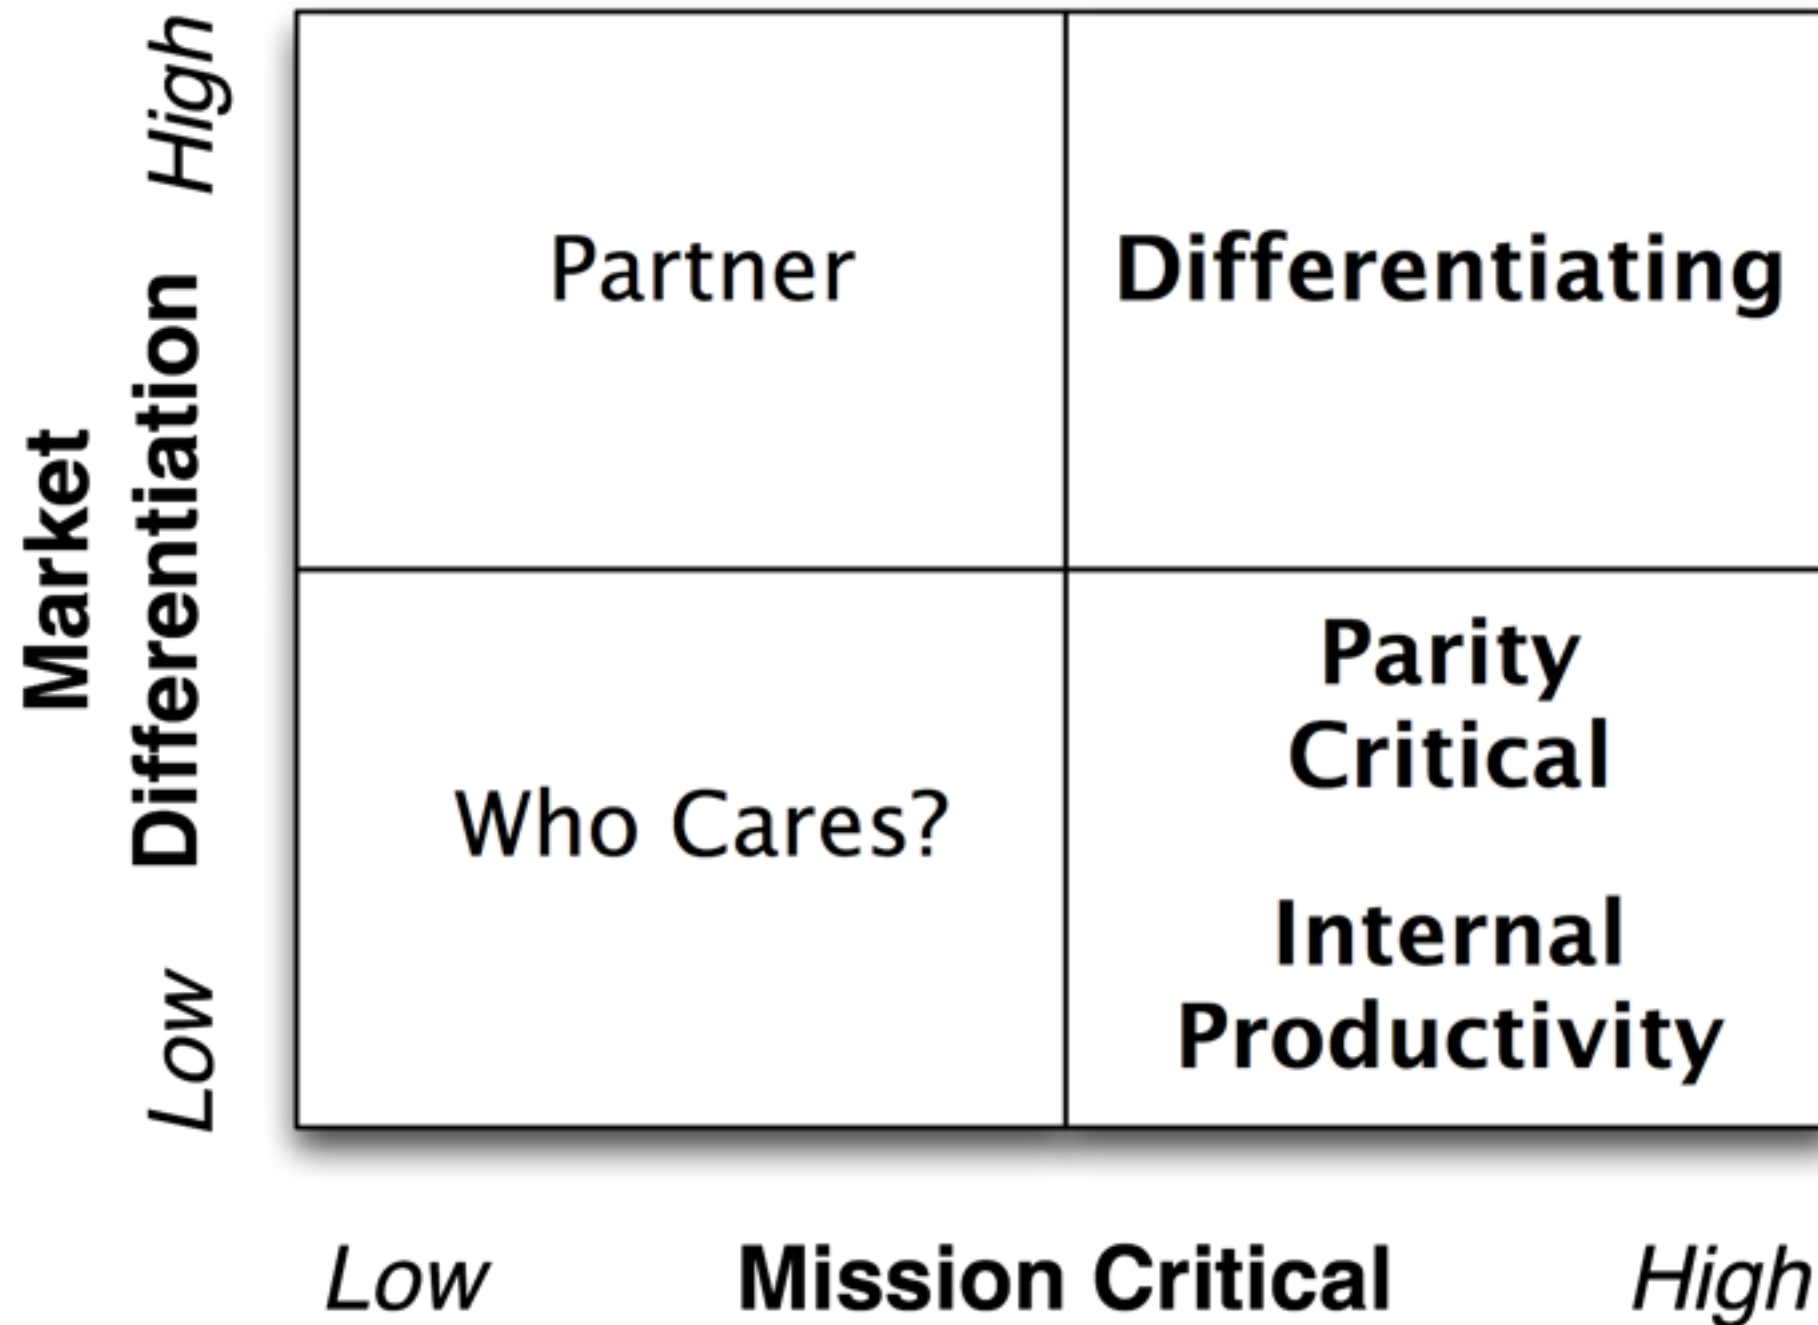 Market
Differentiation
High
Low
Partner
Differentiating
Who Cares?
Parity
Critical
Internal
Productivity
Low
Mission Critical
High